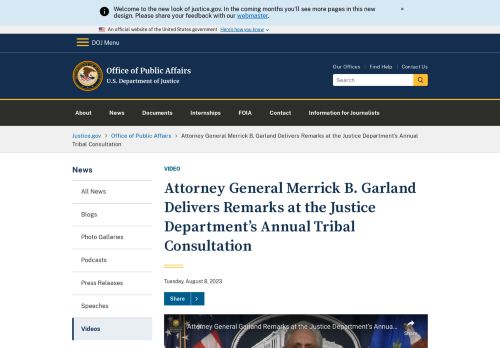 Welcome to the new look of justice.gov. In the coming months you'll see more pages in this new
design. Please share your feedback with our webmaster.
×
An official website of the United States government Here's how you know
DOJ Menu
Office of Public Affairs
U.S. Department of Justice
Our Offices
Find Help
Contact Us
Search
About
News
Documents
Internships
FOIA
Contact
Information for Journalists
Justice.gov > Office of Public Affairs > Attorney General Merrick B. Garland Delivers Remarks at the Justice Department's Annual
Tribal Consultation
News
All News
Blogs
Photo Galleries
Podcasts
Press Releases
Speeches
Videos
VIDEO
Attorney General Merrick B. Garland
Delivers Remarks at the Justice
Department's Annual Tribal
Consultation
Tuesday, August 8, 2023
Share >
Attorney General Garland Remarks at the Justice Department's Annua...
Share